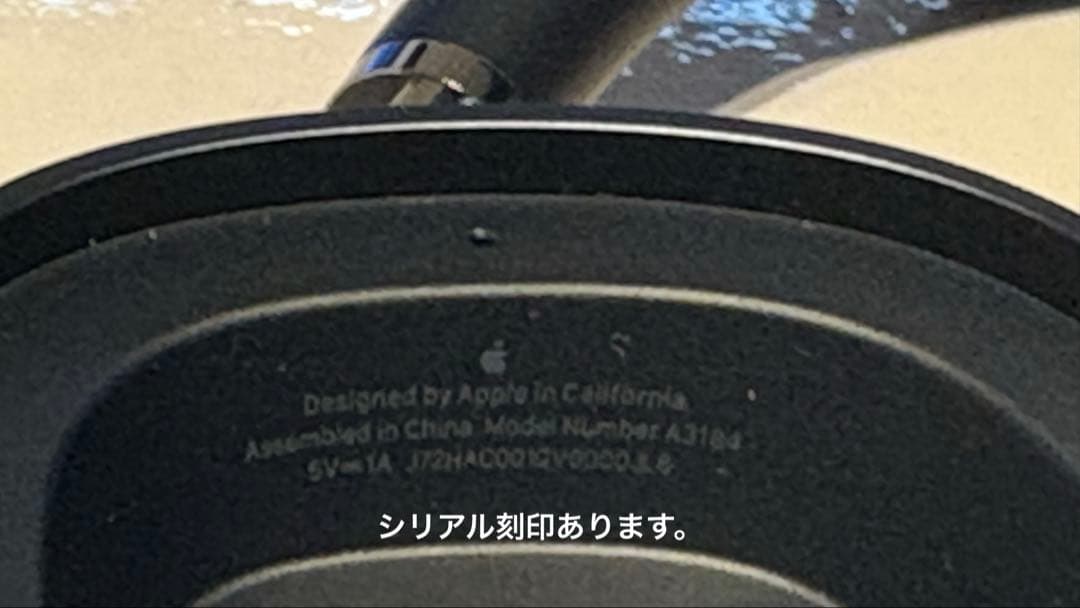 Designed by Apple in California
Assembled in China Model Number A3184
5V⎓1A
シリアル刻印あります。